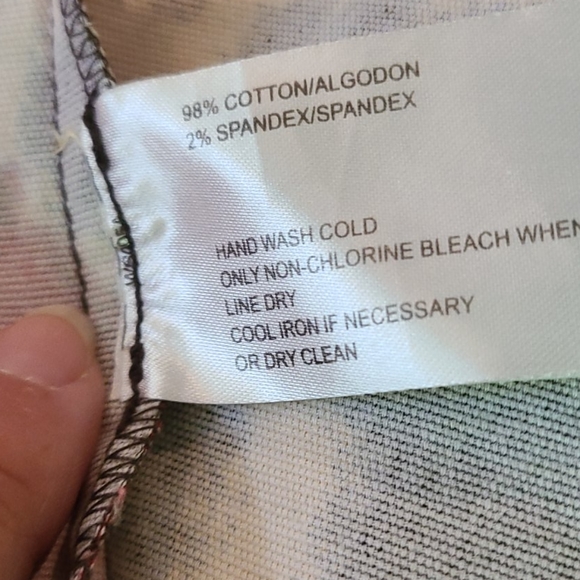 98% COTTON/ALGODON
2% SPANDEX/SPANDEX
HAND WASH COLD
ONLY NON-CHLORINE BLEACH WHEN
LINE DRY
COOL IRON IF NECESSARY
OR DRY CLEAN